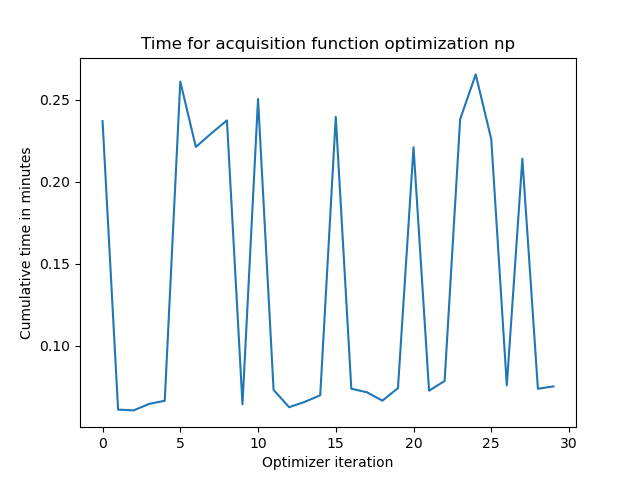 Time for acquisition function optimization np
Cumulative time in minutes
0.25
0.20
0.15
0.10
0 5 10 15 20 25 30
Optimizer iteration